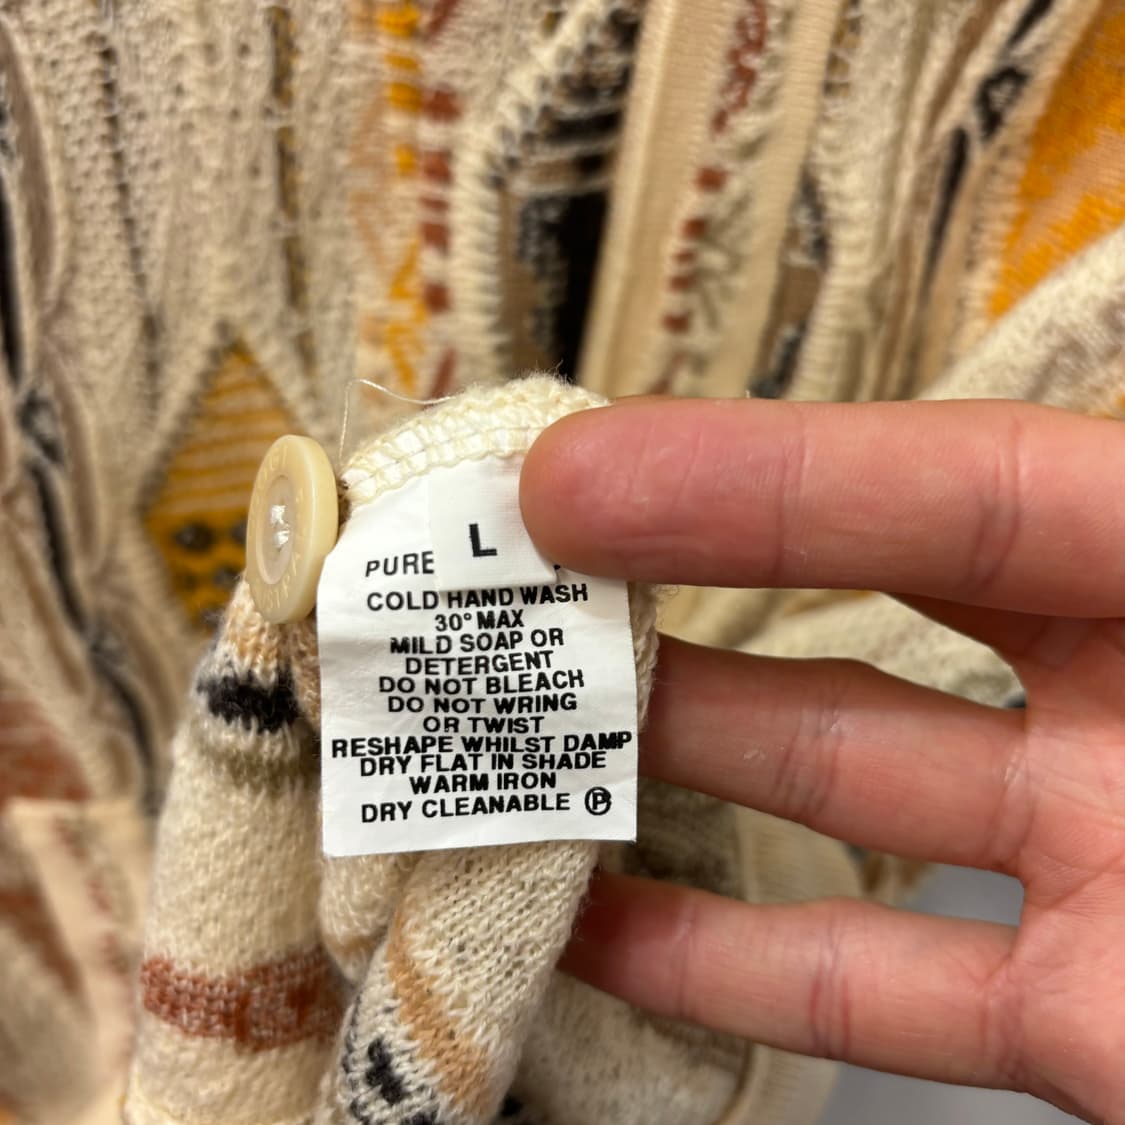 L
PURE
COLD HAND WASH
30° MAX
MILD SOAP OR
DETERGENT
DO NOT BLEACH
DO NOT WRING
OR TWIST
RESHAPE WHILST DAMP
DRY FLAT IN SHADE
WARM IRON
DRY CLEANABLE Ⓟ